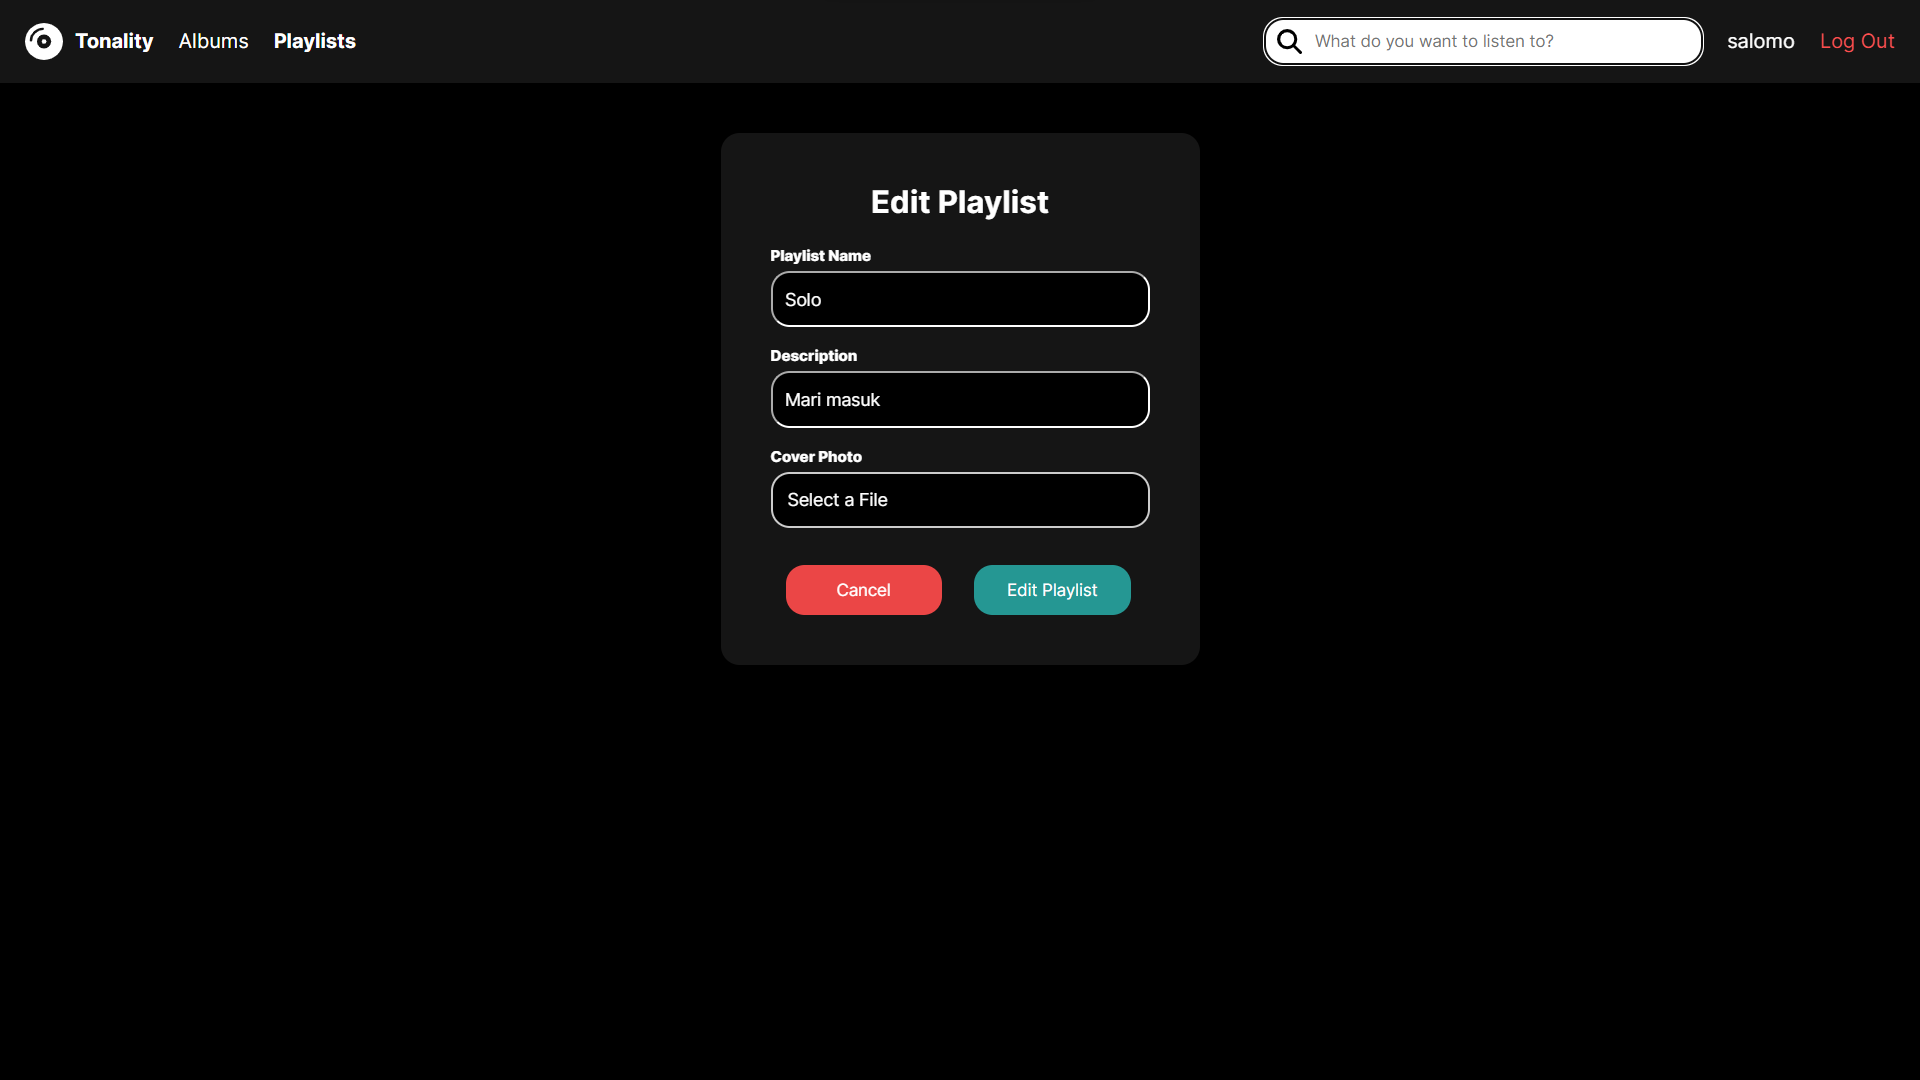 Tonality
Albums
Playlists
What do you want to listen to?
salomo
Log Out
Edit Playlist
Playlist Name
Solo
Description
Mari masuk
Cover Photo
Select a File
Cancel
Edit Playlist